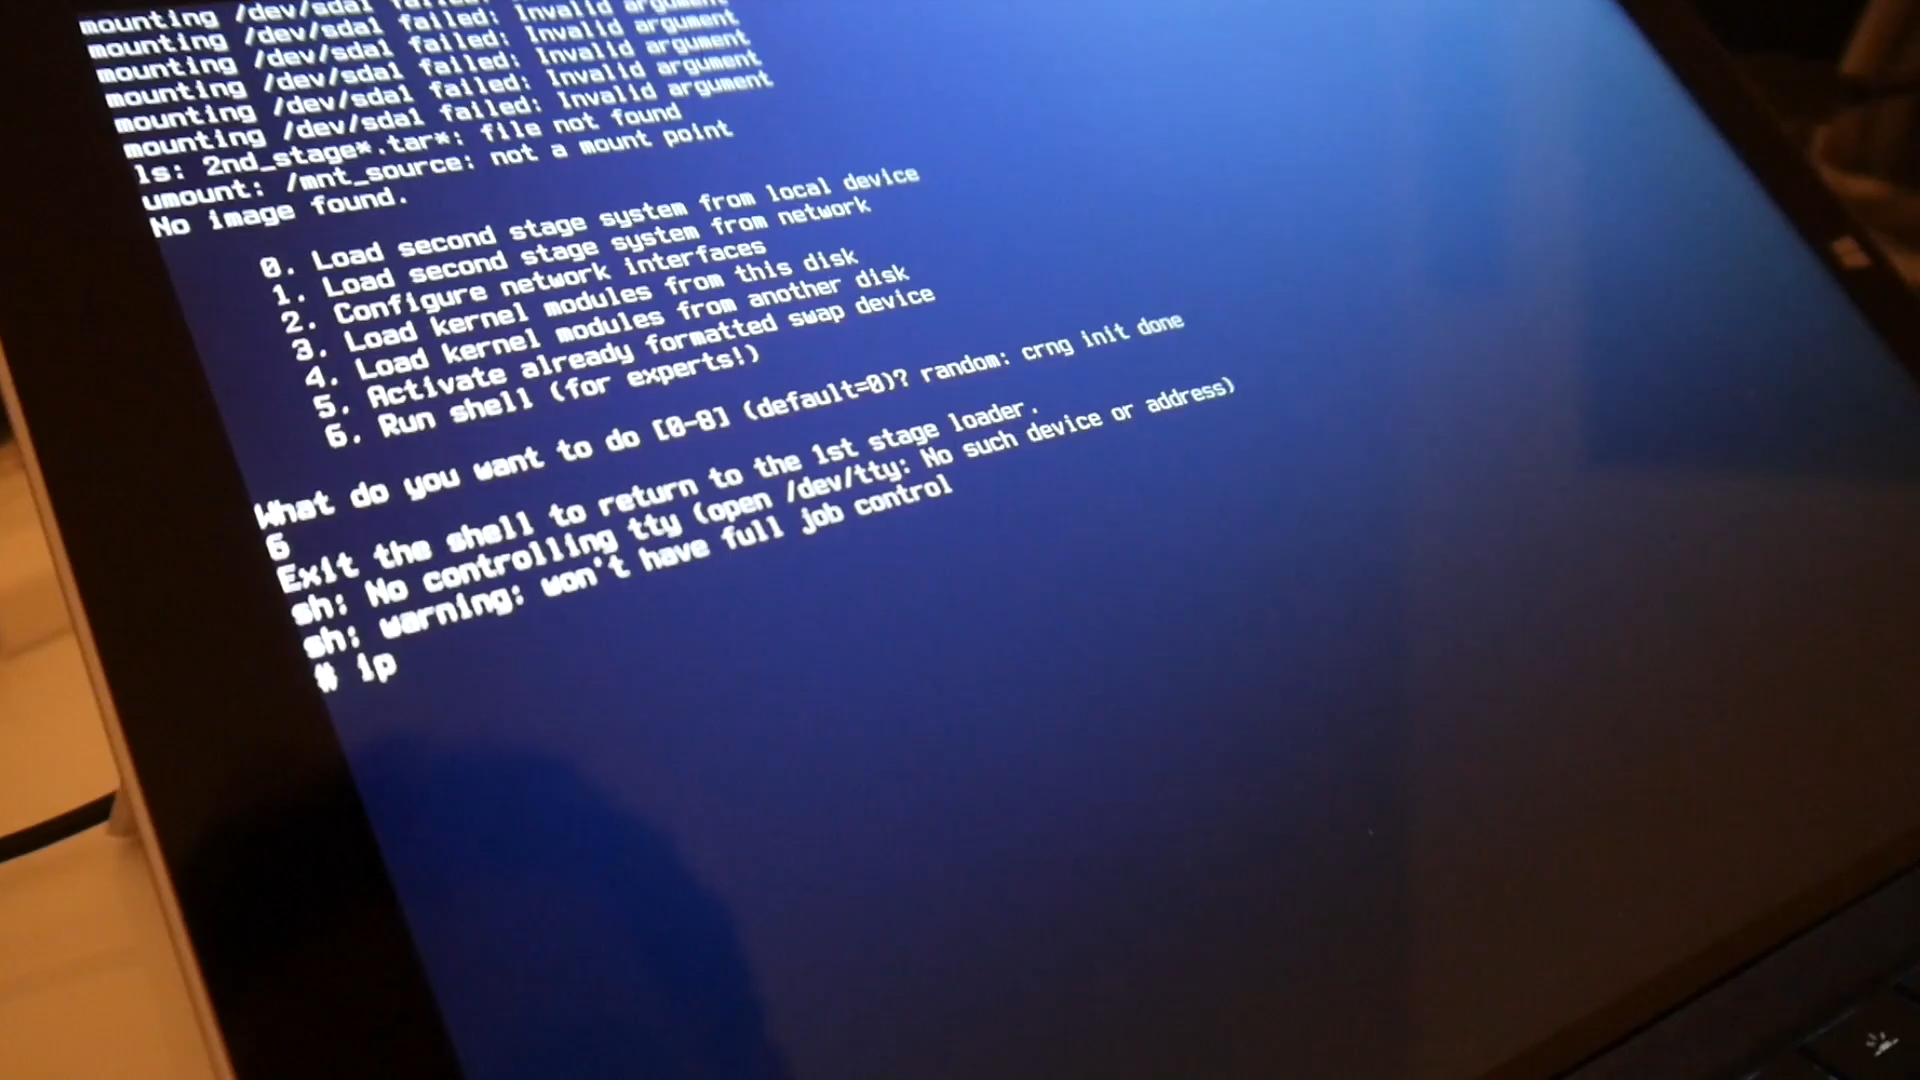 mounting /dev/sda1 failed: Invalid argument
mounting /dev/sda1 failed: Invalid argument
mounting /dev/sda1 failed: Invalid argument
mounting /dev/sda1 failed: Invalid argument
mounting /dev/sda1 failed: Invalid argument
mounting /dev/sda1 failed: Invalid argument
ls: 2nd_stage*.tar*: file not found
umount: /mnt_source: not a mount point
No image found.
0. Load second stage system from local device
1. Load second stage system from network
2. Configure network interfaces
3. Load kernel modules from this disk
4. Load kernel modules from another disk
5. Activate already formatted swap device
6. Run shell (for experts!)
What do you want to do [0-8] (default=0)? random: crng init done
6
Exit the shell to return to the 1st stage loader.
sh: No controlling tty (open /dev/tty: No such device or address)
sh: warning: won't have full job control
# ip